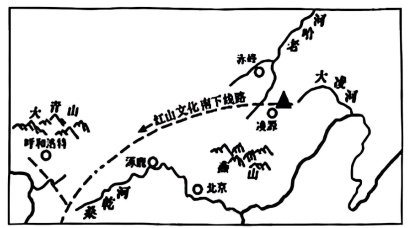 老哈河
赤峰
大凌河
红山文化南下线路
凌源
大青山
呼和浩特
燕山
涿鹿
北京
桑乾河